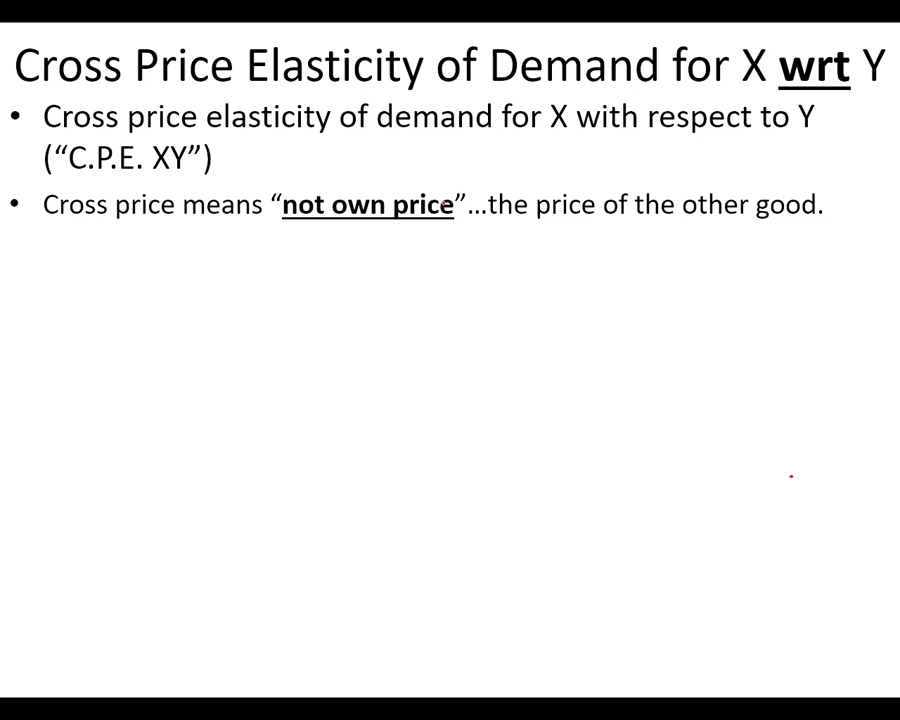 Cross Price Elasticity of Demand for X wrt Y
• Cross price elasticity of demand for X with respect to Y
(“C.P.E. XY”)
• Cross price means “not own price”…the price of the other good.